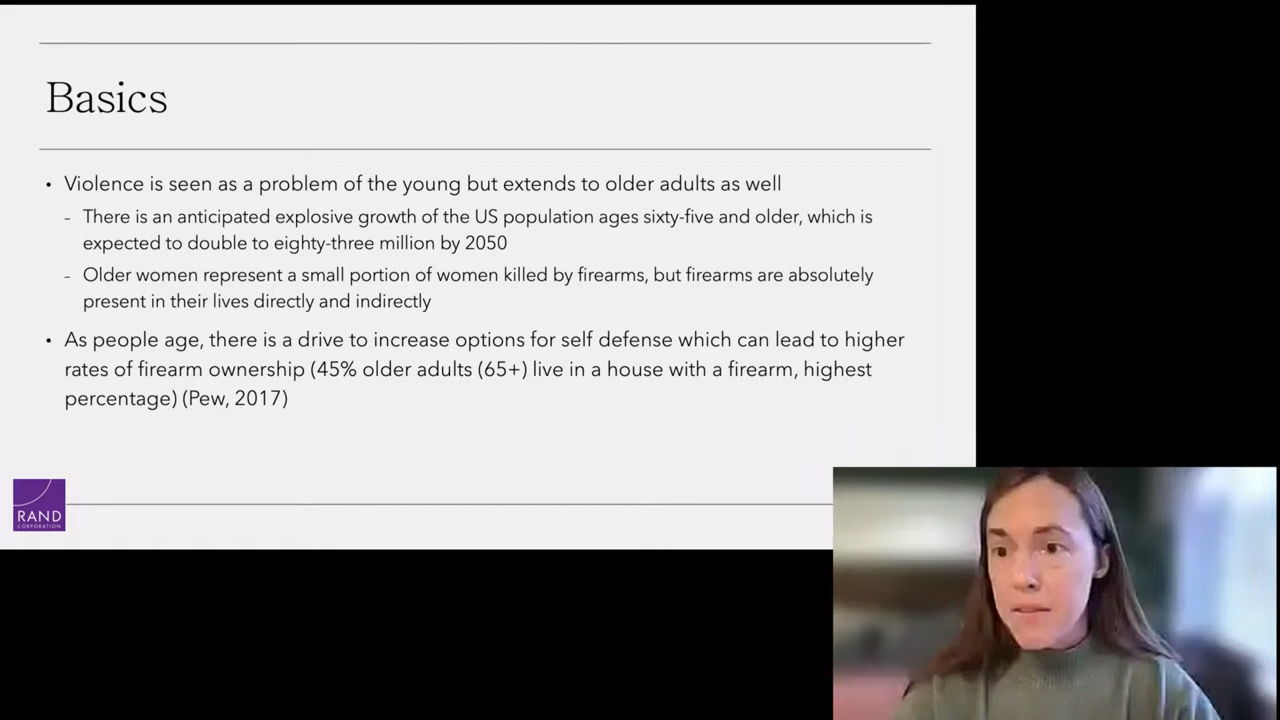 Basics
• Violence is seen as a problem of the young but extends to older adults as well
- There is an anticipated explosive growth of the US population ages sixty-five and older, which is
expected to double to eighty-three million by 2050
- Older women represent a small portion of women killed by firearms, but firearms are absolutely
present in their lives directly and indirectly
• As people age, there is a drive to increase options for self defense which can lead to higher
rates of firearm ownership (45% older adults (65+) live in a house with a firearm, highest
percentage) (Pew, 2017)
RAND
CORPORATION